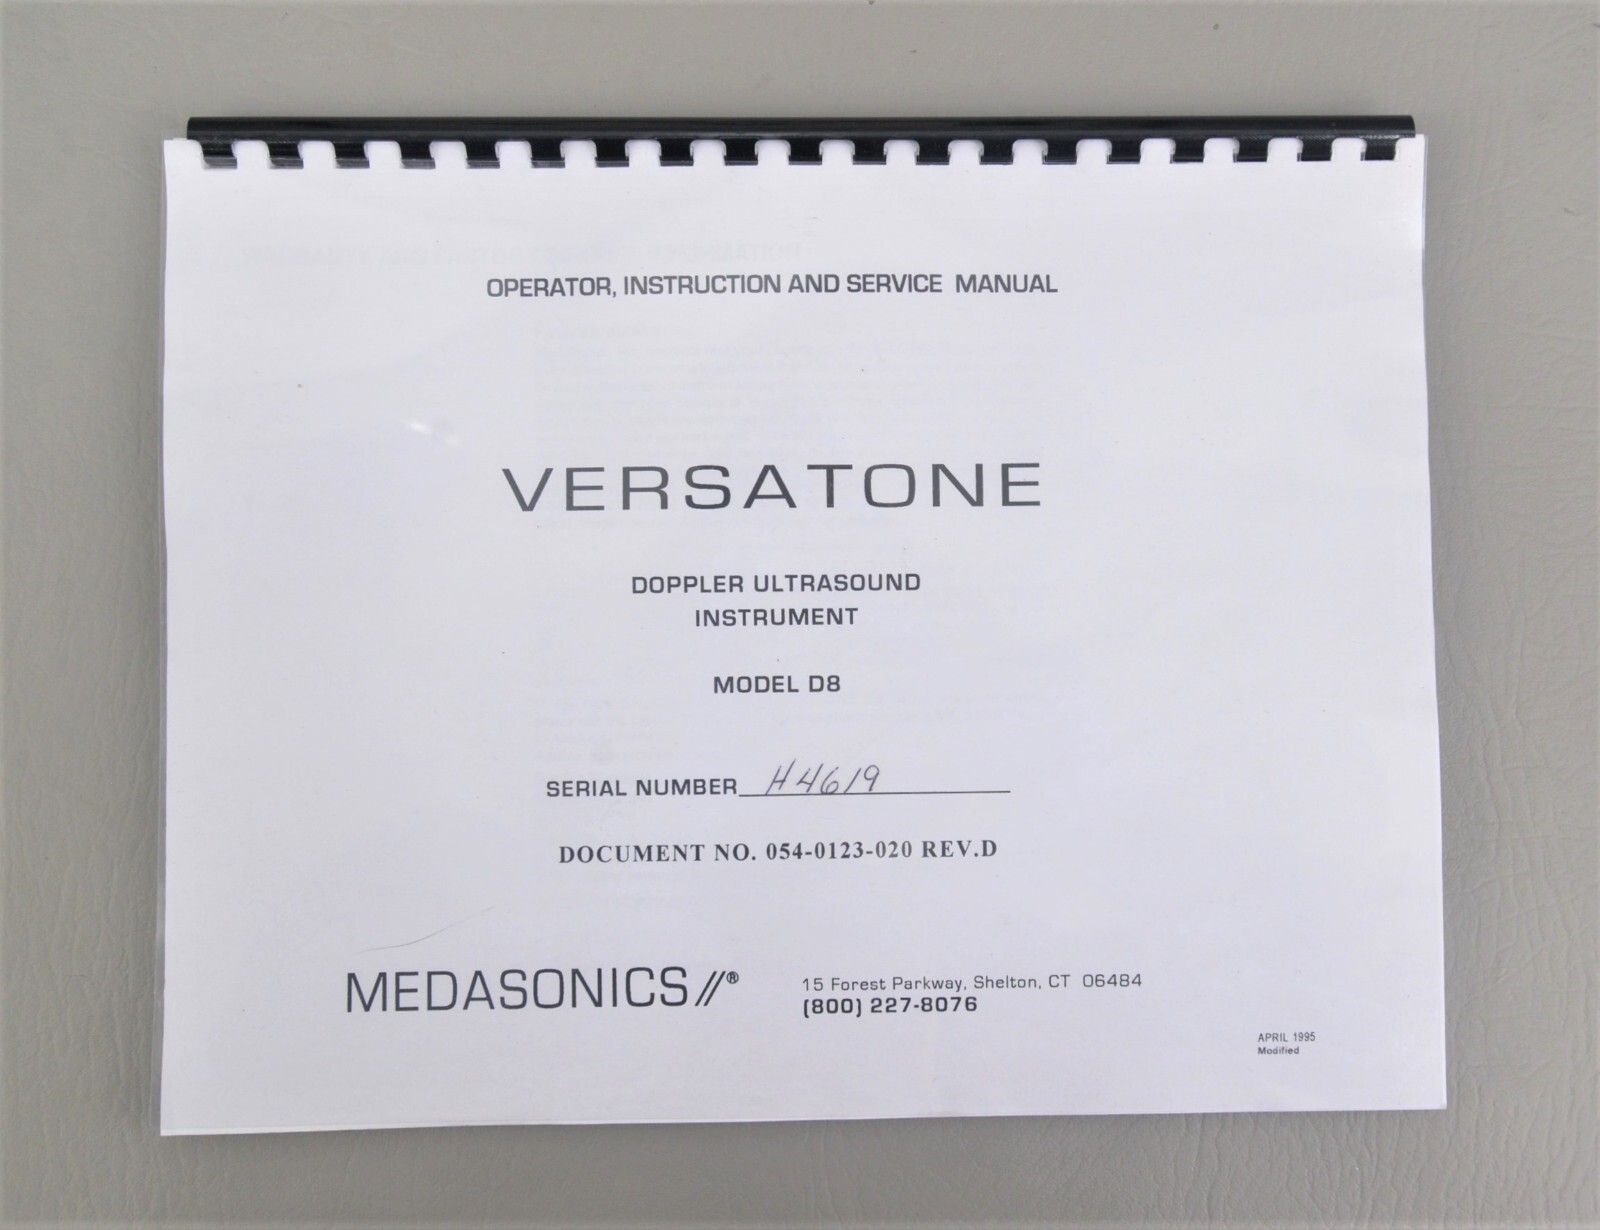 OPERATOR, INSTRUCTION AND SERVICE MANUAL
VERSATONE
DOPPLER ULTRASOUND
INSTRUMENT
MODEL D8
SERIAL NUMBER H4619
DOCUMENT NO. 054-0123-020 REV.D
MEDASONICS//®
15 Forest Parkway, Shelton, CT 06484
(800) 227-8076
APRIL 1995
Modified